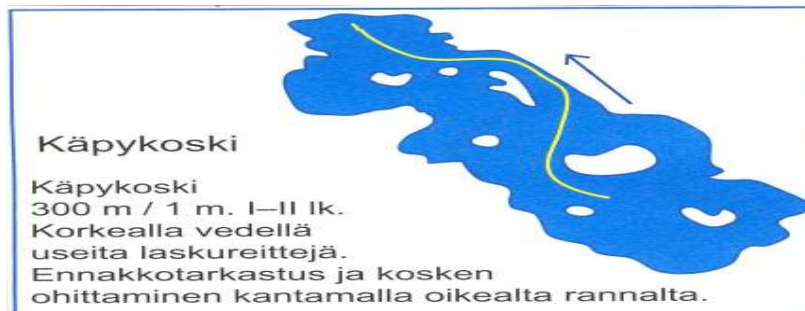 Käpykoski
Käpykoski
300 m / 1 m. I–II lk.
Korkealla vedellä
useita laskureittejä.
Ennakkotarkastus ja kosken
ohittaminen kantamalla oikealta rannalta.